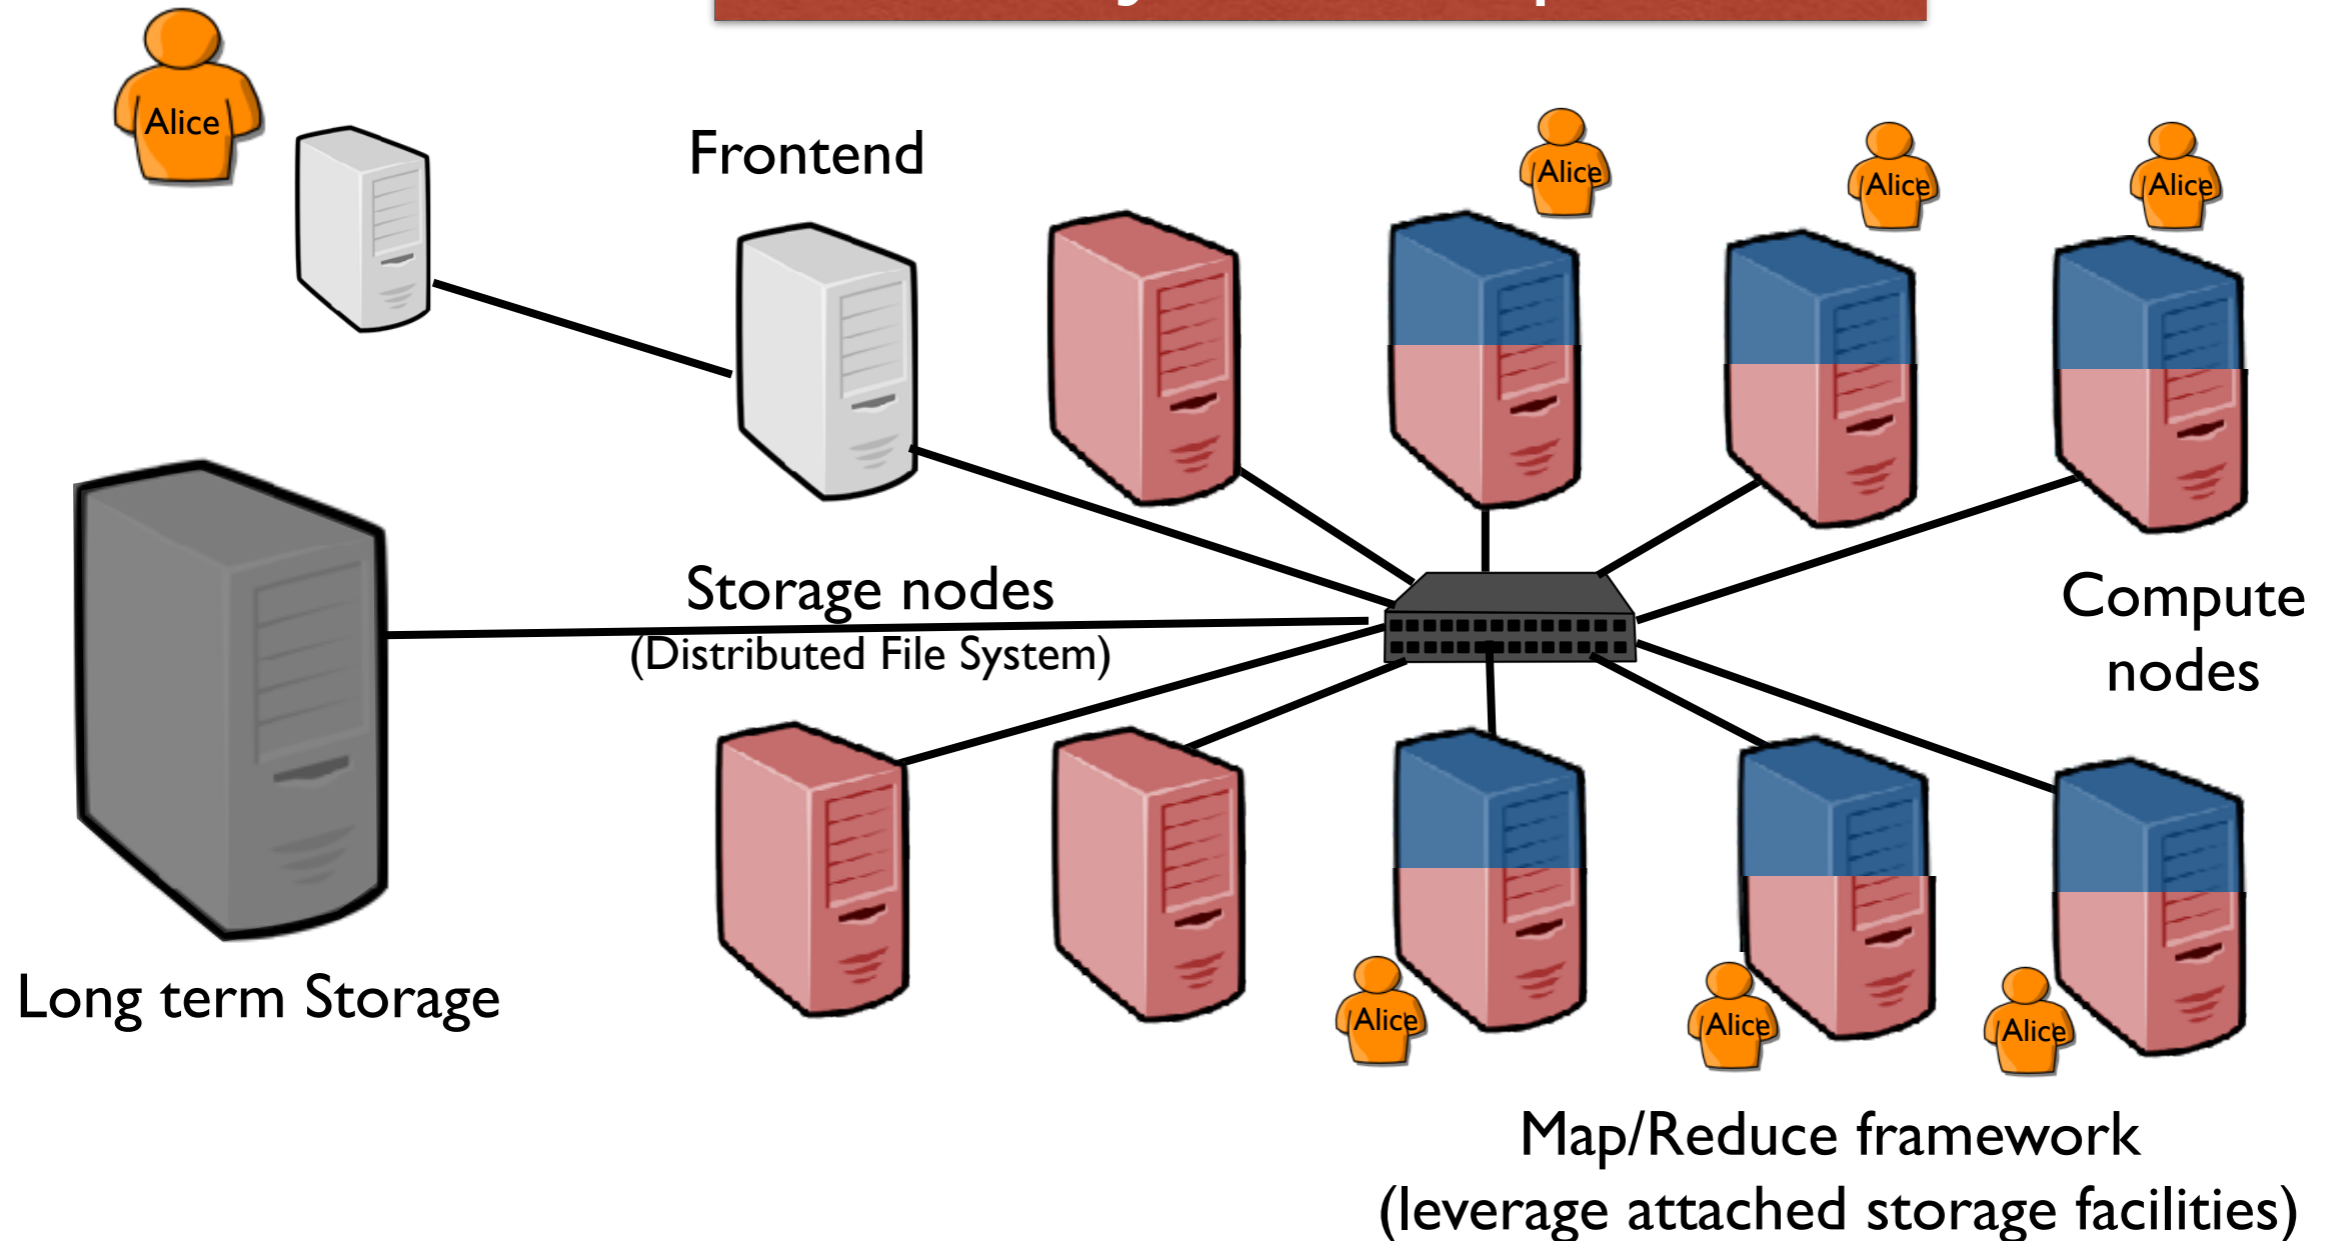 Alice
Frontend
Alice
Alice
Alice
Storage nodes
(Distributed File System)
Compute
nodes
Long term Storage
Alice
Alice
Alice
Map/Reduce framework
(leverage attached storage facilities)